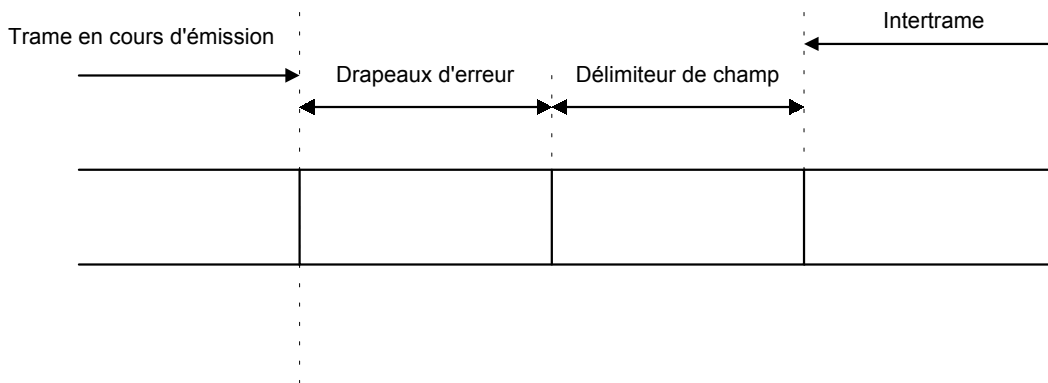 Trame en cours d'émission
Drapeaux d'erreur
Délimiteur de champ
Intertrame